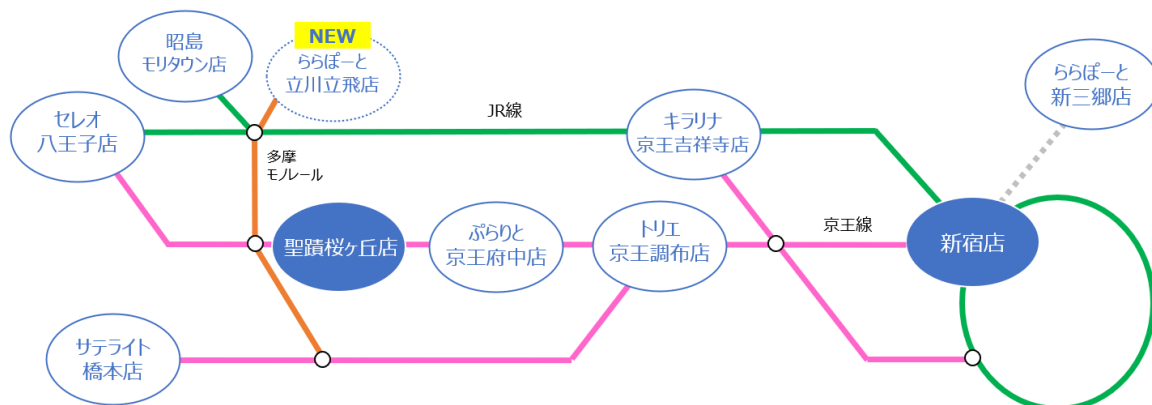 昭島
モリタウン店
NEW
ららぽーと
立川立飛店
ららぽーと
新三郷店
セレオ
八王子店
JR線
キラリナ
京王吉祥寺店
多摩
モノレール
聖蹟桜ヶ丘店
ぷらりと
京王府中店
トリエ
京王調布店
京王線
新宿店
サテライト
橋本店